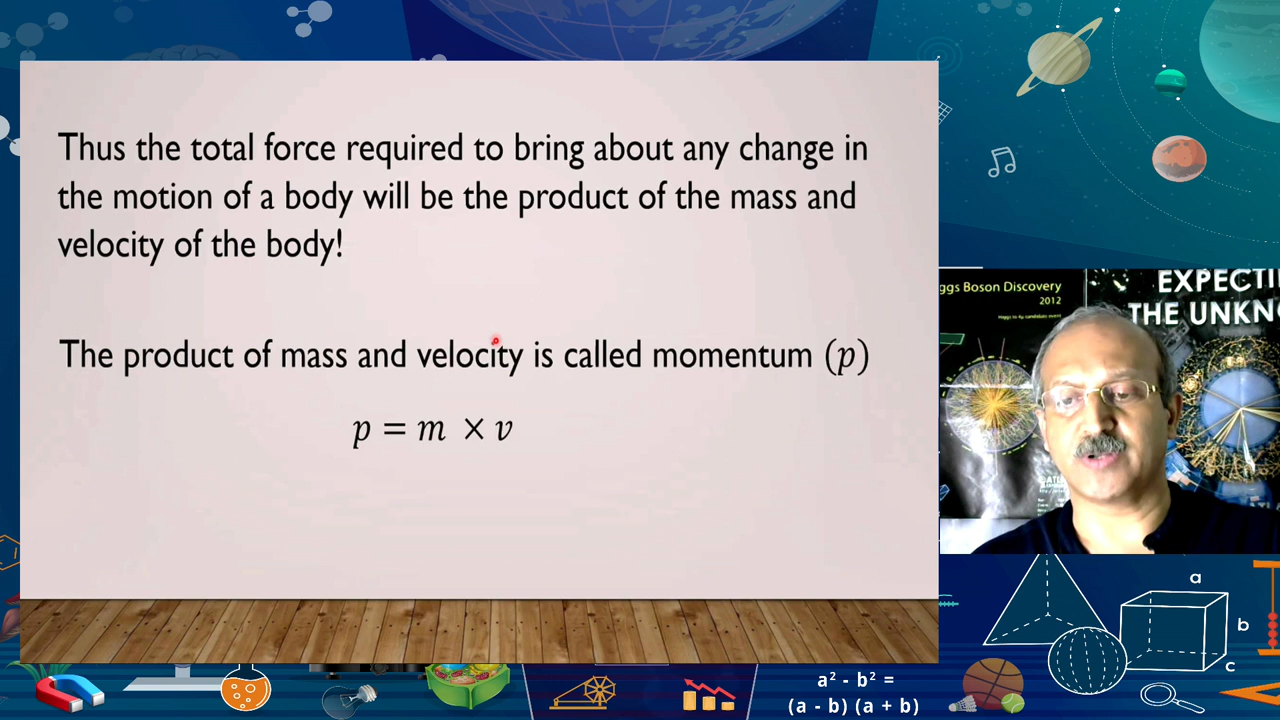 Thus the total force required to bring about any change in
the motion of a body will be the product of the mass and
velocity of the body!
The product of mass and velocity is called momentum (p)
p = m × v
ggs Boson Discovery
2012
EXPECTI
THE UNKN
a
b
c
a² - b² =
(a - b) (a + b)